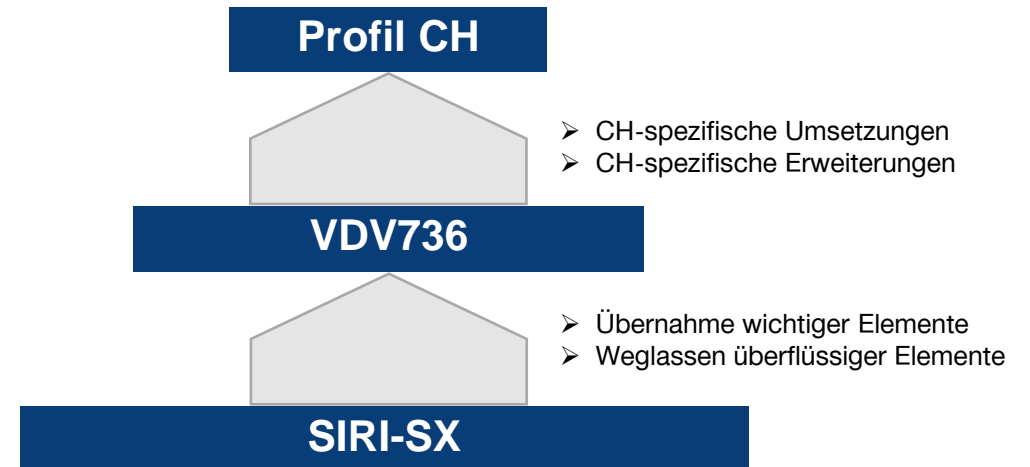 Profil CH
➢ CH-spezifische Umsetzungen
➢ CH-spezifische Erweiterungen
VDV736
➢ Übernahme wichtiger Elemente
➢ Weglassen überflüssiger Elemente
SIRI-SX